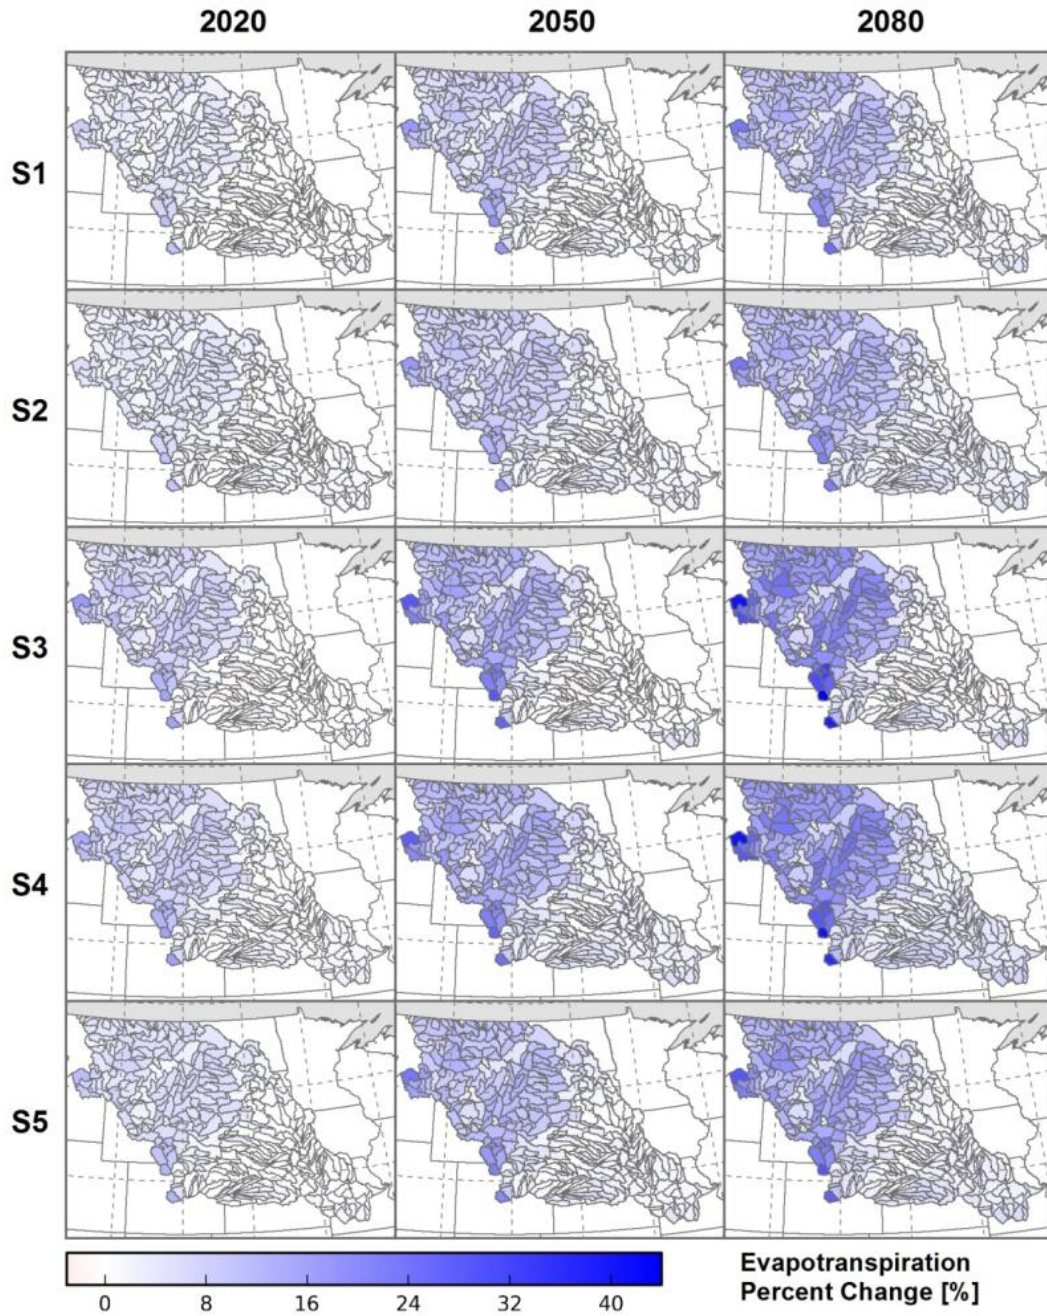 2020 2050 2080
S1
S2
S3
S4
S5
0 8 16 24 32 40
Evapotranspiration
Percent Change [%]